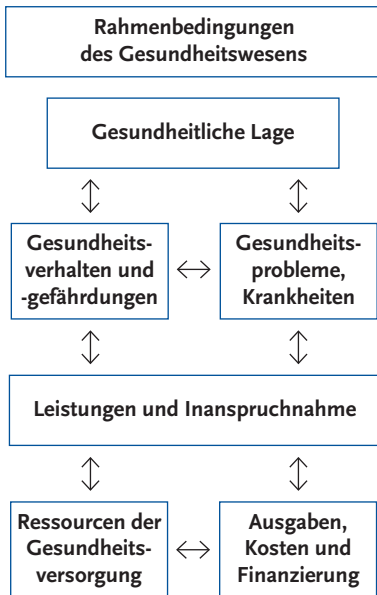 Rahmenbedingungen
des Gesundheitswesens
Gesundheitliche Lage
Gesundheits-
verhalten und
-gefährdungen
Gesundheits-
probleme,
Krankheiten
Leistungen und Inanspruchnahme
Ressourcen der
Gesundheits-
versorgung
Ausgaben,
Kosten und
Finanzierung